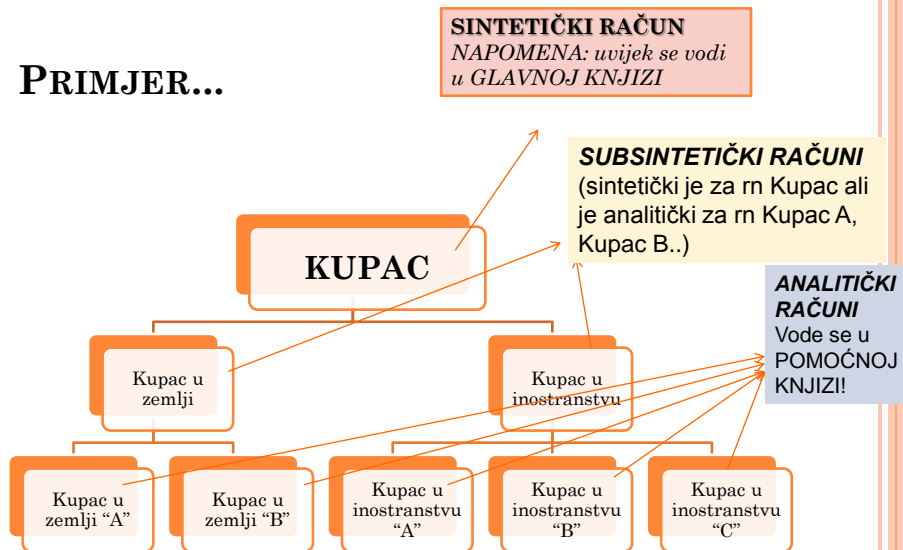 PRIMJER...
SINTETIČKI RAČUN
NAPOMENA: uvijek se vodi
u GLAVNOJ KNJIZI
SUBSINTETIČKI RAČUNI
(sintetički je za rn Kupac ali
je analitički za rn Kupac A,
Kupac B..)
KUPAC
ANALITIČKI
RAČUNI
Vode se u
POMOĆNOJ
KNJIZI!
Kupac u
zemlji
Kupac u
inostranstvu
Kupac u
zemlji “A”
Kupac u
zemlji “B”
Kupac u
inostranstvu
“A”
Kupac u
inostranstvu
“B”
Kupac u
inostranstvu
“C”